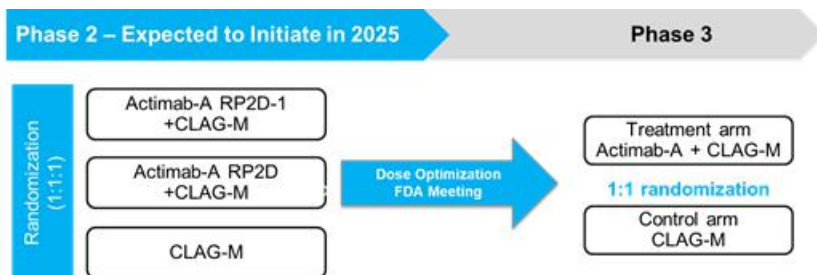 Phase 2 – Expected to Initiate in 2025
Phase 3
Randomization
(1:1:1)
Actimab-A RP2D-1
+CLAG-M
Actimab-A RP2D
+CLAG-M
CLAG-M
Dose Optimization
FDA Meeting
Treatment arm
Actimab-A + CLAG-M
1:1 randomization
Control arm
CLAG-M